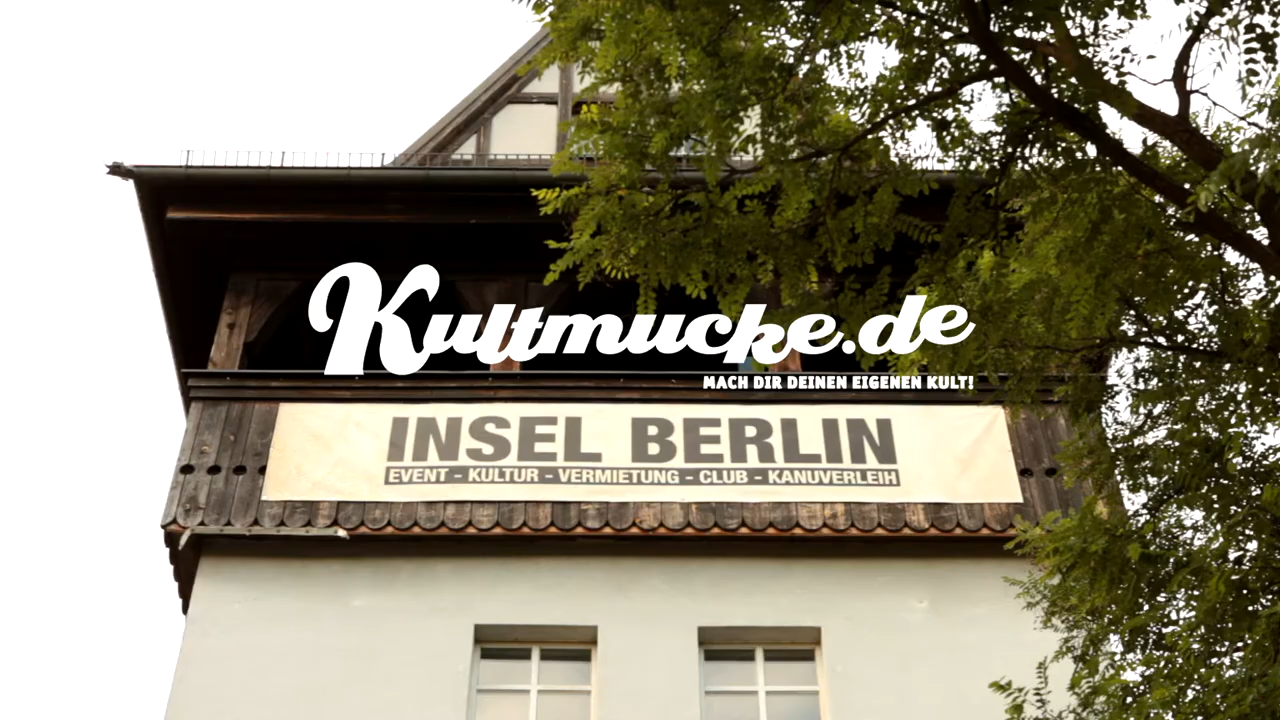 Kultmucke.de
MACH DIR DEINEN EIGENEN KULT!
INSEL BERLIN
EVENT - KULTUR - VERMIETUNG - CLUB - KANUVERLEIH